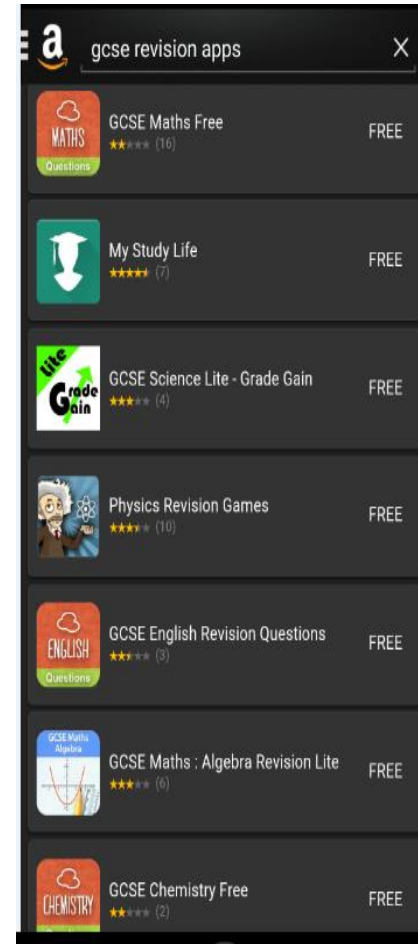 a
gcse revision apps
MATHS
Questions
GCSE Maths Free
(16)
FREE
My Study Life
(7)
FREE
lite
Grade
Gain
GCSE Science Lite - Grade Gain
(4)
FREE
Physics Revision Games
(10)
FREE
ENGLISH
Questions
GCSE English Revision Questions
(3)
FREE
GCSE Maths
Algebra
GCSE Maths : Algebra Revision Lite
(6)
FREE
CHEMISTRY
GCSE Chemistry Free
(2)
FREE